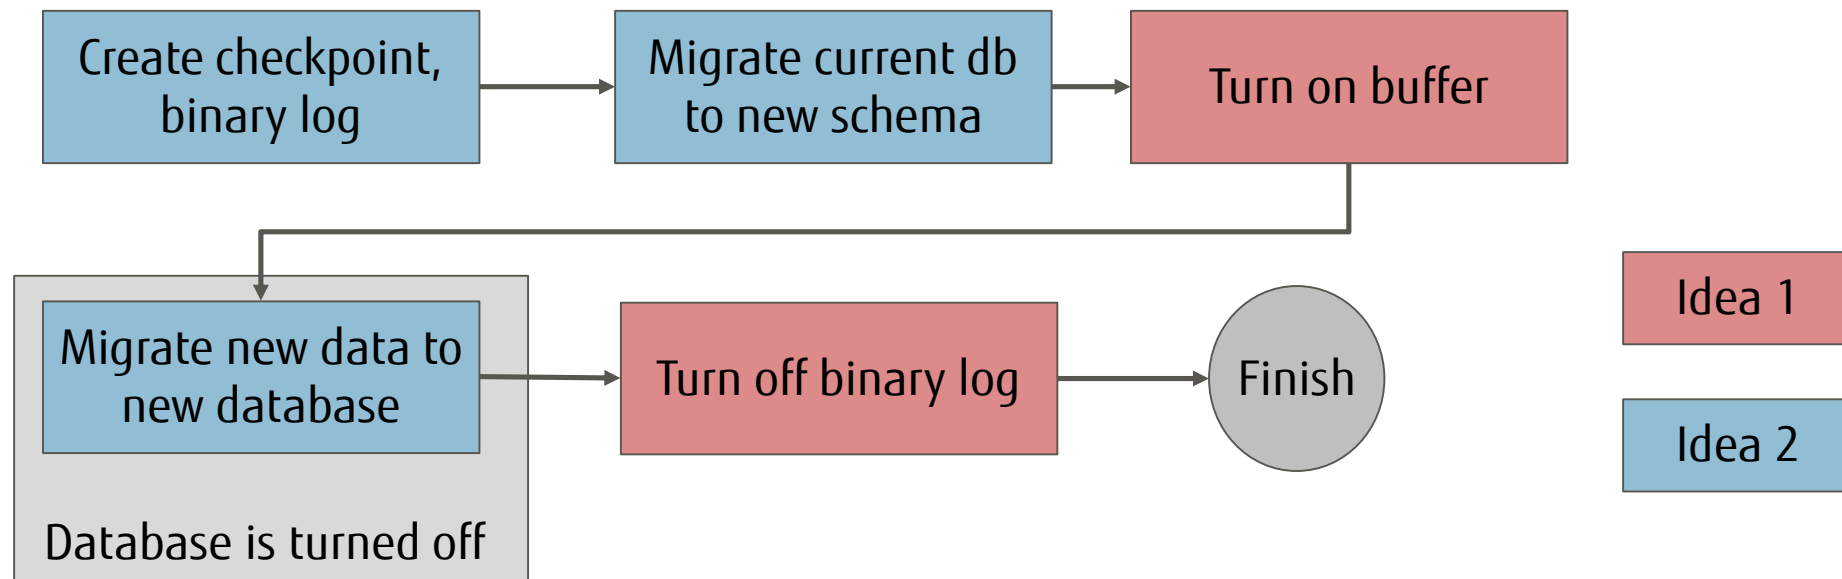 Create checkpoint,
binary log
Migrate current db
to new schema
Turn on buffer
Migrate new data to
new database
Database is turned off
Turn off binary log
Finish
Idea 1
Idea 2